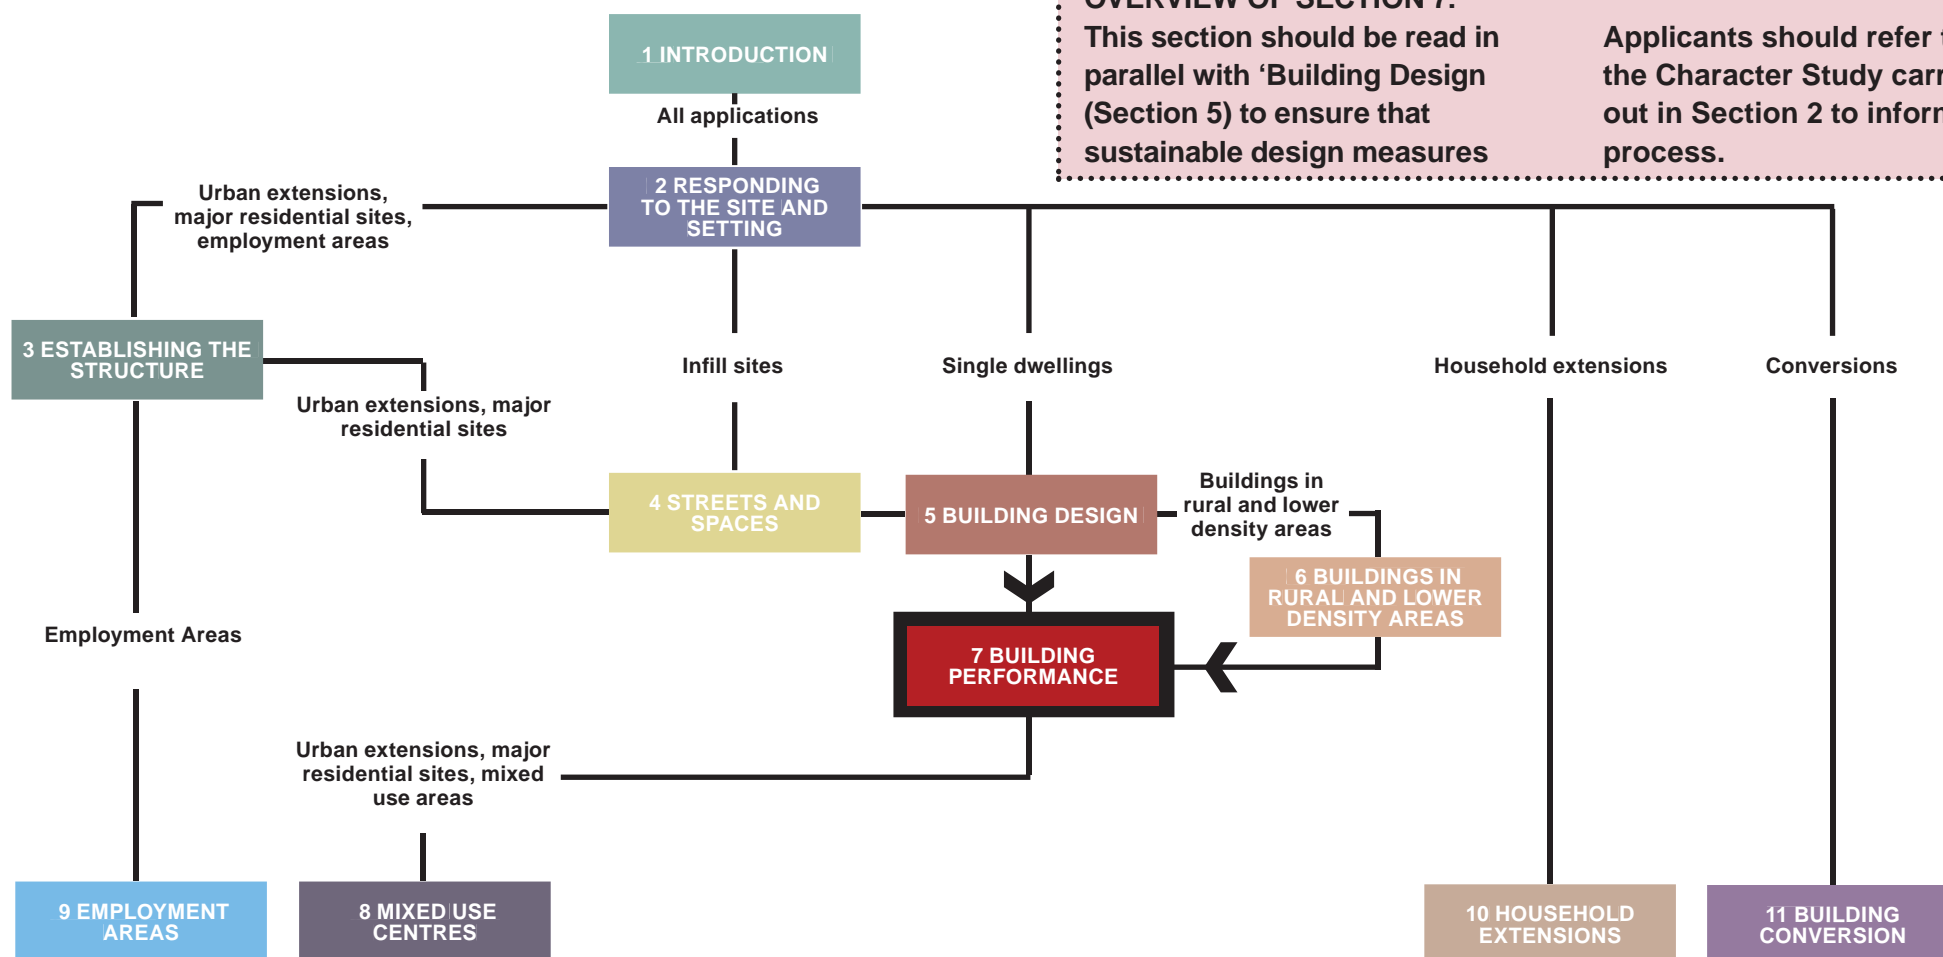 OVERVIEW OF SECTION 7:
This section should be read in
parallel with ‘Building Design
(Section 5) to ensure that
sustainable design measures
Applicants should refer
the Character Study
out in Section 2 to
process.
1 INTRODUCTION
All applications
2 RESPONDING
TO THE SITE AND
SETTING
Urban extensions,
major residential sites,
employment areas
3 ESTABLISHING THE
STRUCTURE
Infill sites
Single dwellings
Household extensions
Conversions
Urban extensions, major
residential sites
4 STREETS AND
SPACES
5 BUILDING DESIGN
Buildings in
rural and lower
density areas
6 BUILDINGS IN
RURAL AND LOWER
DENSITY AREAS
Employment Areas
7 BUILDING
PERFORMANCE
Urban extensions, major
residential sites, mixed
use areas
9 EMPLOYMENT
AREAS
8 MIXED USE
CENTRES
10 HOUSEHOLD
EXTENSIONS
11 BUILDING
CONVERSION